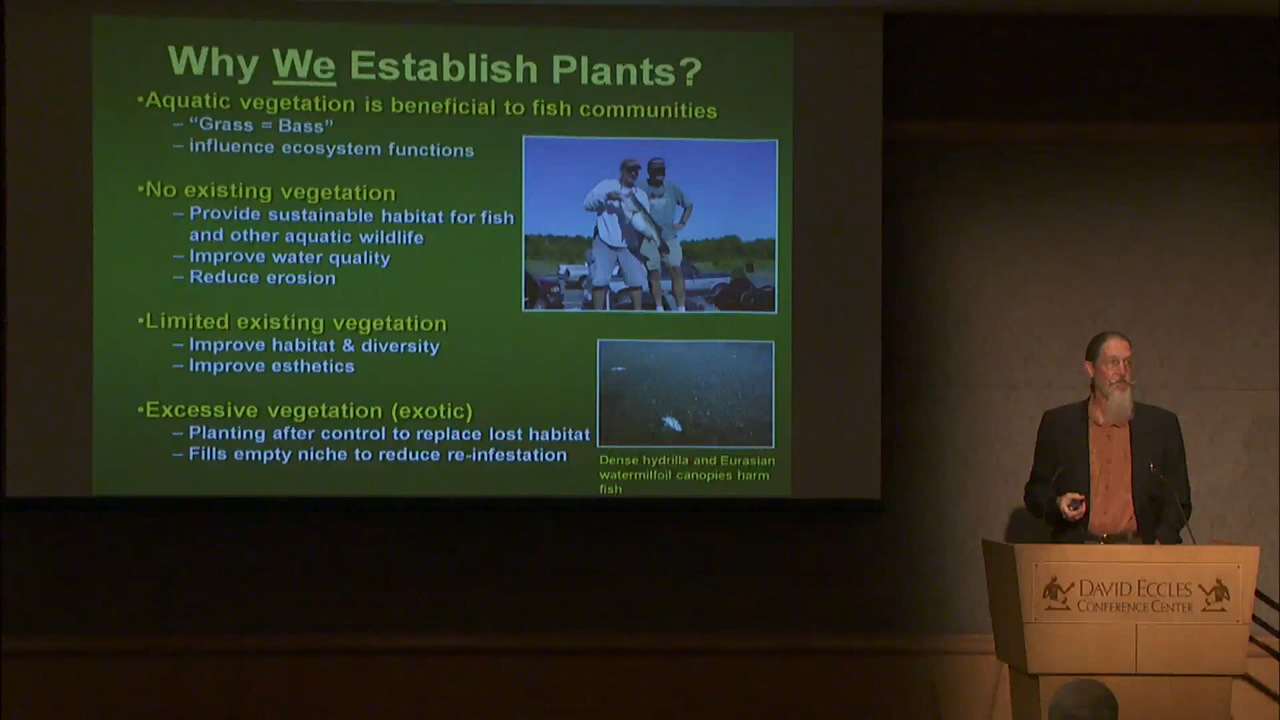 Why We Establish Plants?
•Aquatic vegetation is beneficial to fish communities
– "Grass = Bass"
– influence ecosystem functions
•No existing vegetation
– Provide sustainable habitat for fish
and other aquatic wildlife
– Improve water quality
– Reduce erosion
•Limited existing vegetation
– Improve habitat & diversity
– Improve esthetics
•Excessive vegetation (exotic)
– Planting after control to replace lost habitat
– Fills empty niche to reduce re-infestation
Dense hydrilla and Eurasian
watermilfoil canopies harm
fish
DAVID ECCLES
CONFERENCE CENTER